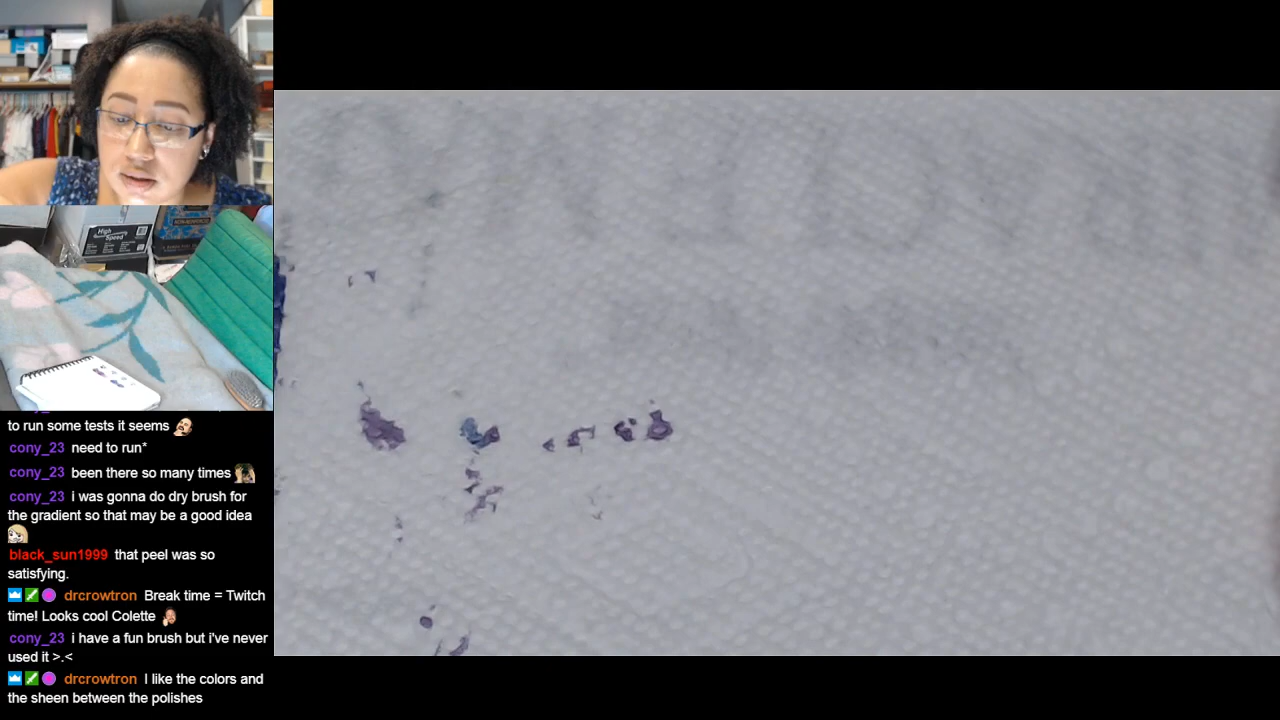 High
Speed
to run some tests it seems
cony_23 need to run*
cony_23 been there so many times
cony_23 i was gonna do dry brush for
the gradient so that may be a good idea
black_sun1999 that peel was so
satisfying.
drcrowtron Break time = Twitch
time! Looks cool Colette
cony_23 i have a fun brush but i've never
used it >.<
drcrowtron I like the colors and
the sheen between the polishes